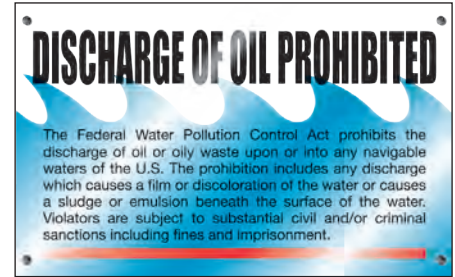 DISCHARGE OF OIL PROHIBITED
The Federal Water Pollution Control Act prohibits the
discharge of oil or oily waste upon or into any navigable
waters of the U.S. The prohibition includes any discharge
which causes a film or discoloration of the water or causes
a sludge or emulsion beneath the surface of the water.
Violators are subject to substantial civil and/or criminal
sanctions including fines and imprisonment.